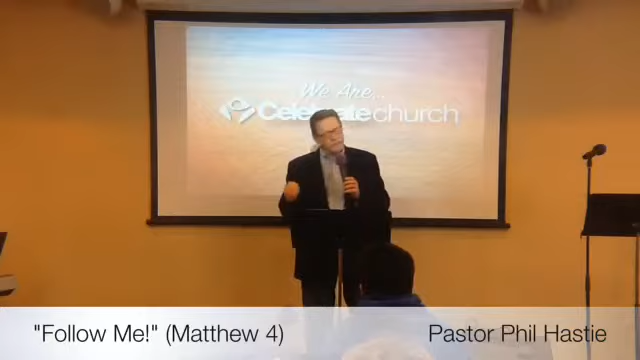 We Are...
Celebrate church
"Follow Me!" (Matthew 4) Pastor Phil Hastie